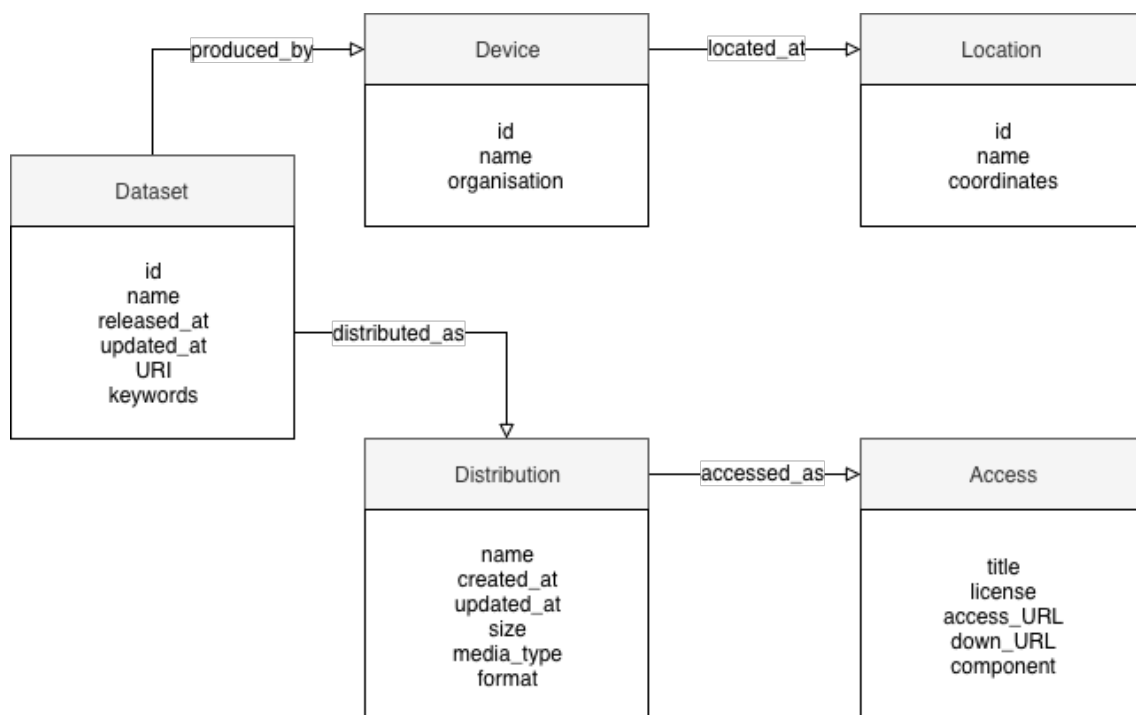 produced_by
Device
located_at
Location
id
name
organisation
id
name
coordinates
Dataset
id
name
released_at
updated_at
URI
keywords
distributed_as
Distribution
accessed_as
Access
name
created_at
updated_at
size
media_type
format
title
license
access_URL
down_URL
component